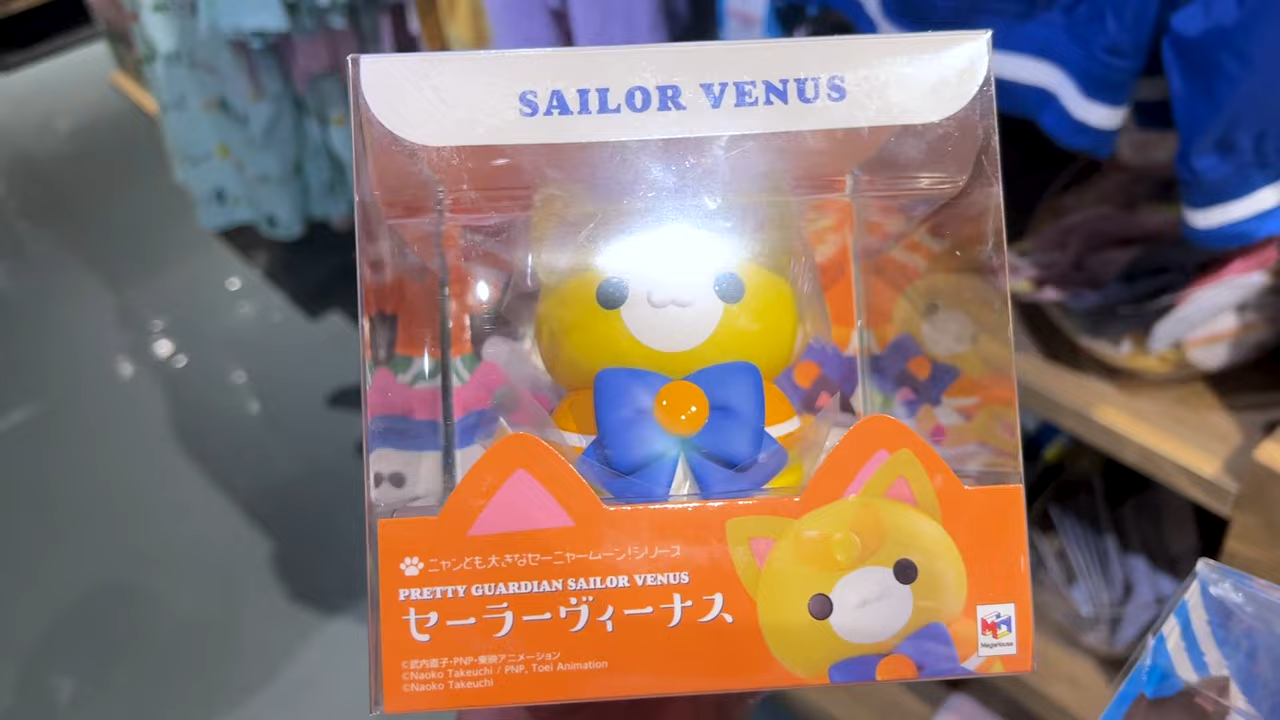 SAILOR VENUS
ニャンとも大きなセーニャームーン!シリーズ
PRETTY GUARDIAN SAILOR VENUS
セーラーヴィーナス
©武内直子・PNP・東映アニメーション
©Naoko Takeuchi / PNP, Toei Animation
©Naoko Takeuchi
MegaHouse